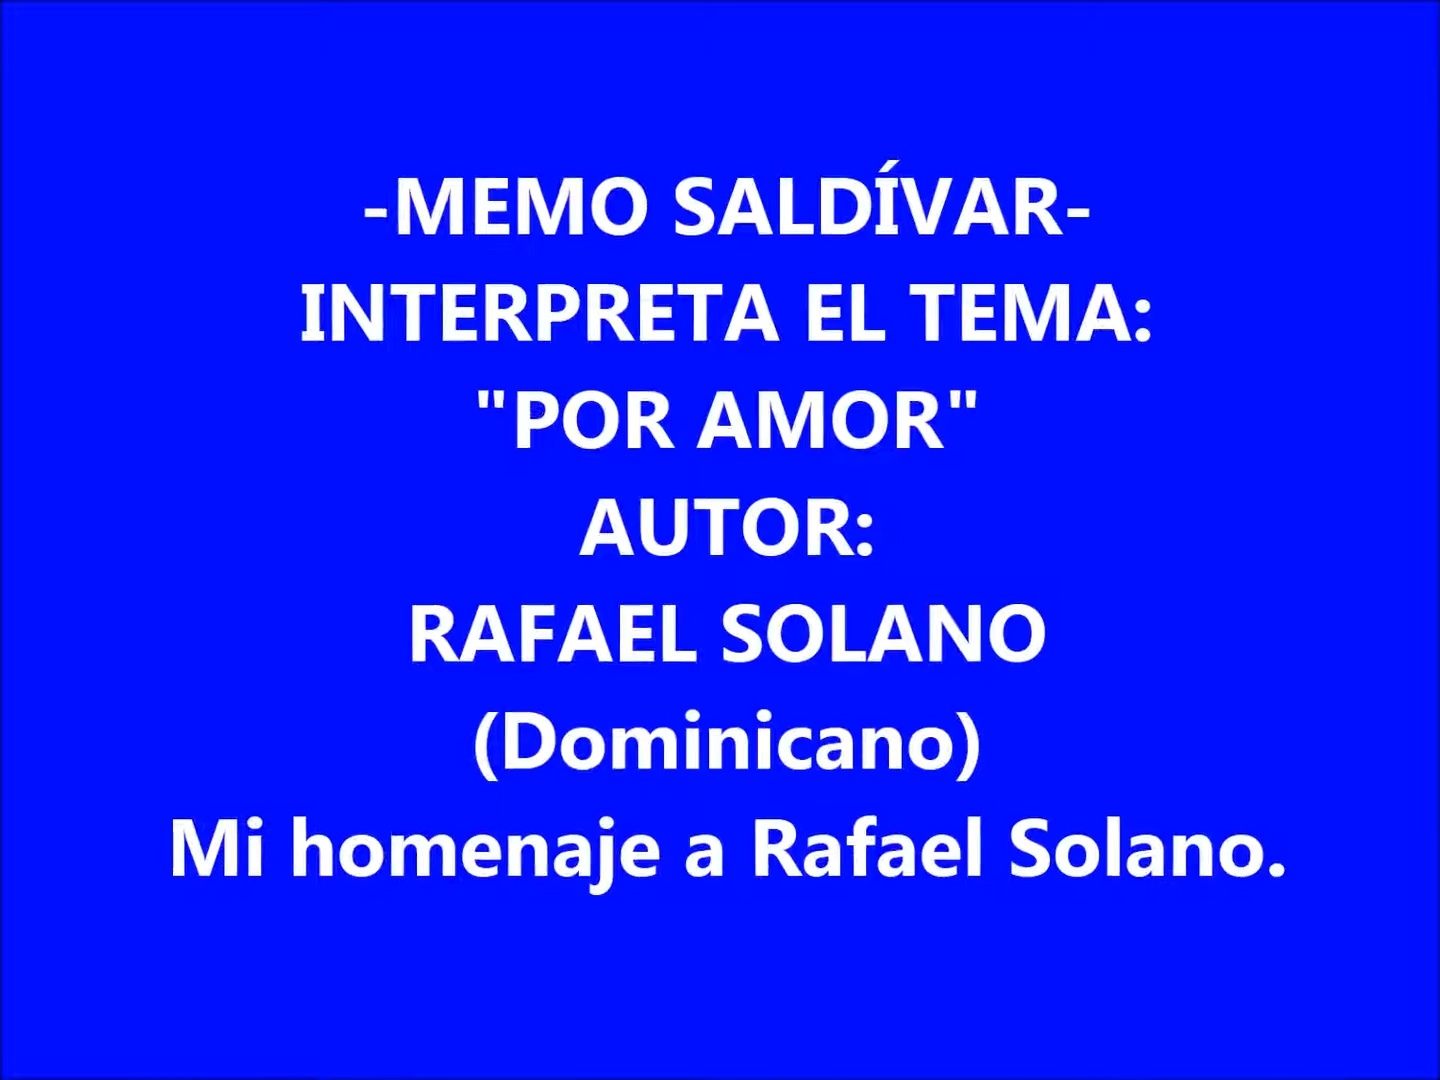 -MEMO SALDÍVAR-
INTERPRETA EL TEMA:
"POR AMOR"
AUTOR:
RAFAEL SOLANO
(Dominicano)
Mi homenaje a Rafael Solano.